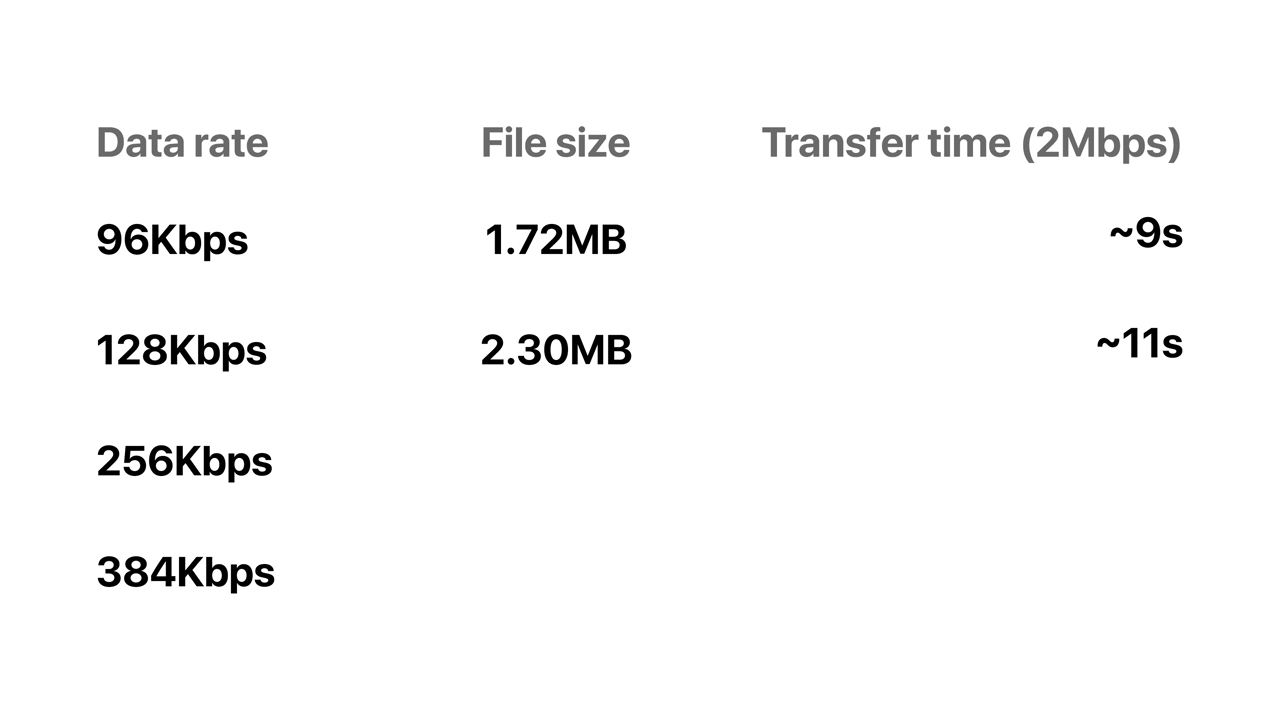 Data rate File size Transfer time (2Mbps)
96Kbps 1.72MB ~9s
128Kbps 2.30MB ~11s
256Kbps
384Kbps